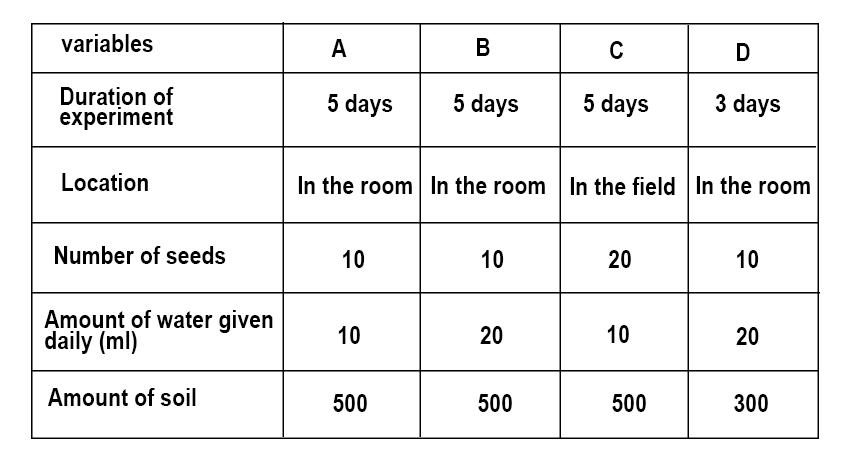 variables A B C D
Duration of
experiment 5 days 5 days 5 days 3 days
Location In the room In the room In the field In the room
Number of seeds 10 10 20 10
Amount of water given
daily (ml) 10 20 10 20
Amount of soil 500 500 500 300